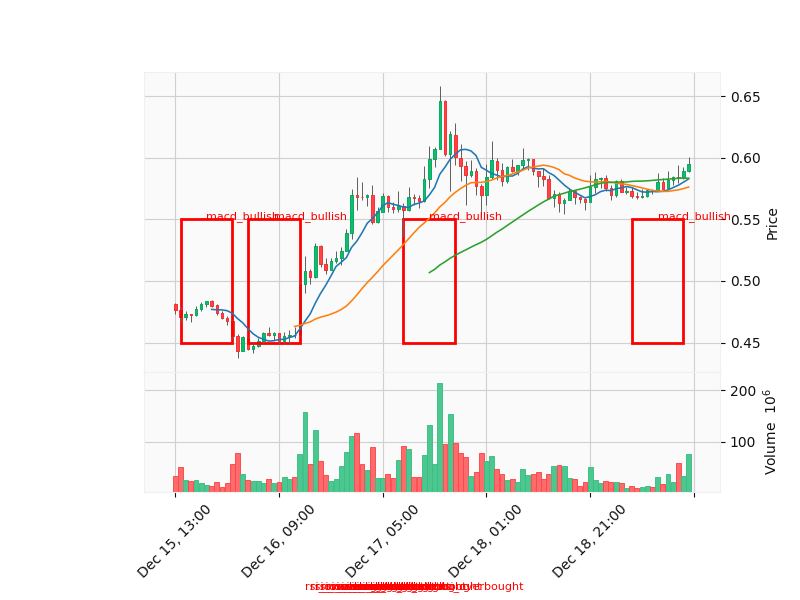 0.65
0.60
macd_bullish macd_bullish macd_bullish macd_bullish 0.55
Price
0.50
0.45
200
100
Volume 10⁶
Dec 15, 13:00 Dec 16, 09:00 Dec 17, 05:00 Dec 18, 01:00 Dec 18, 21:00